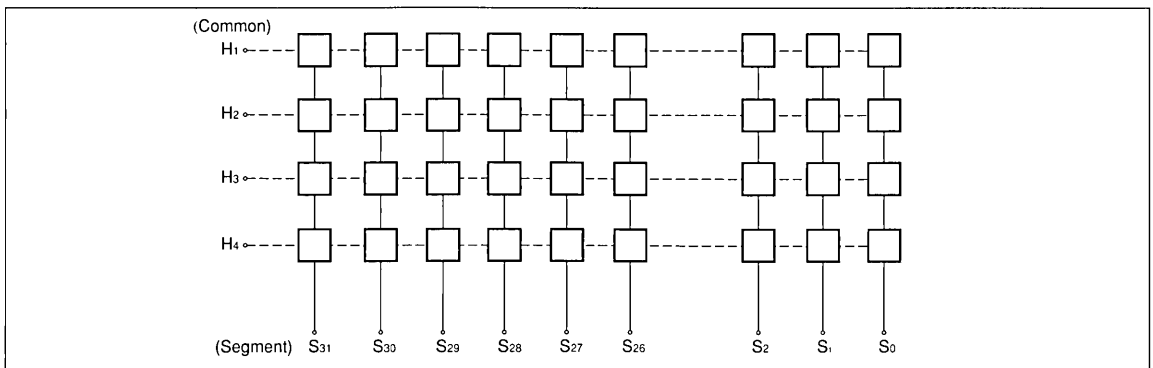 (Common)
H₁
H₂
H₃
H₄
(Segment) S₃₁ S₃₀ S₂₉ S₂₈ S₂₇ S₂₆ S₂ S₁ S₀